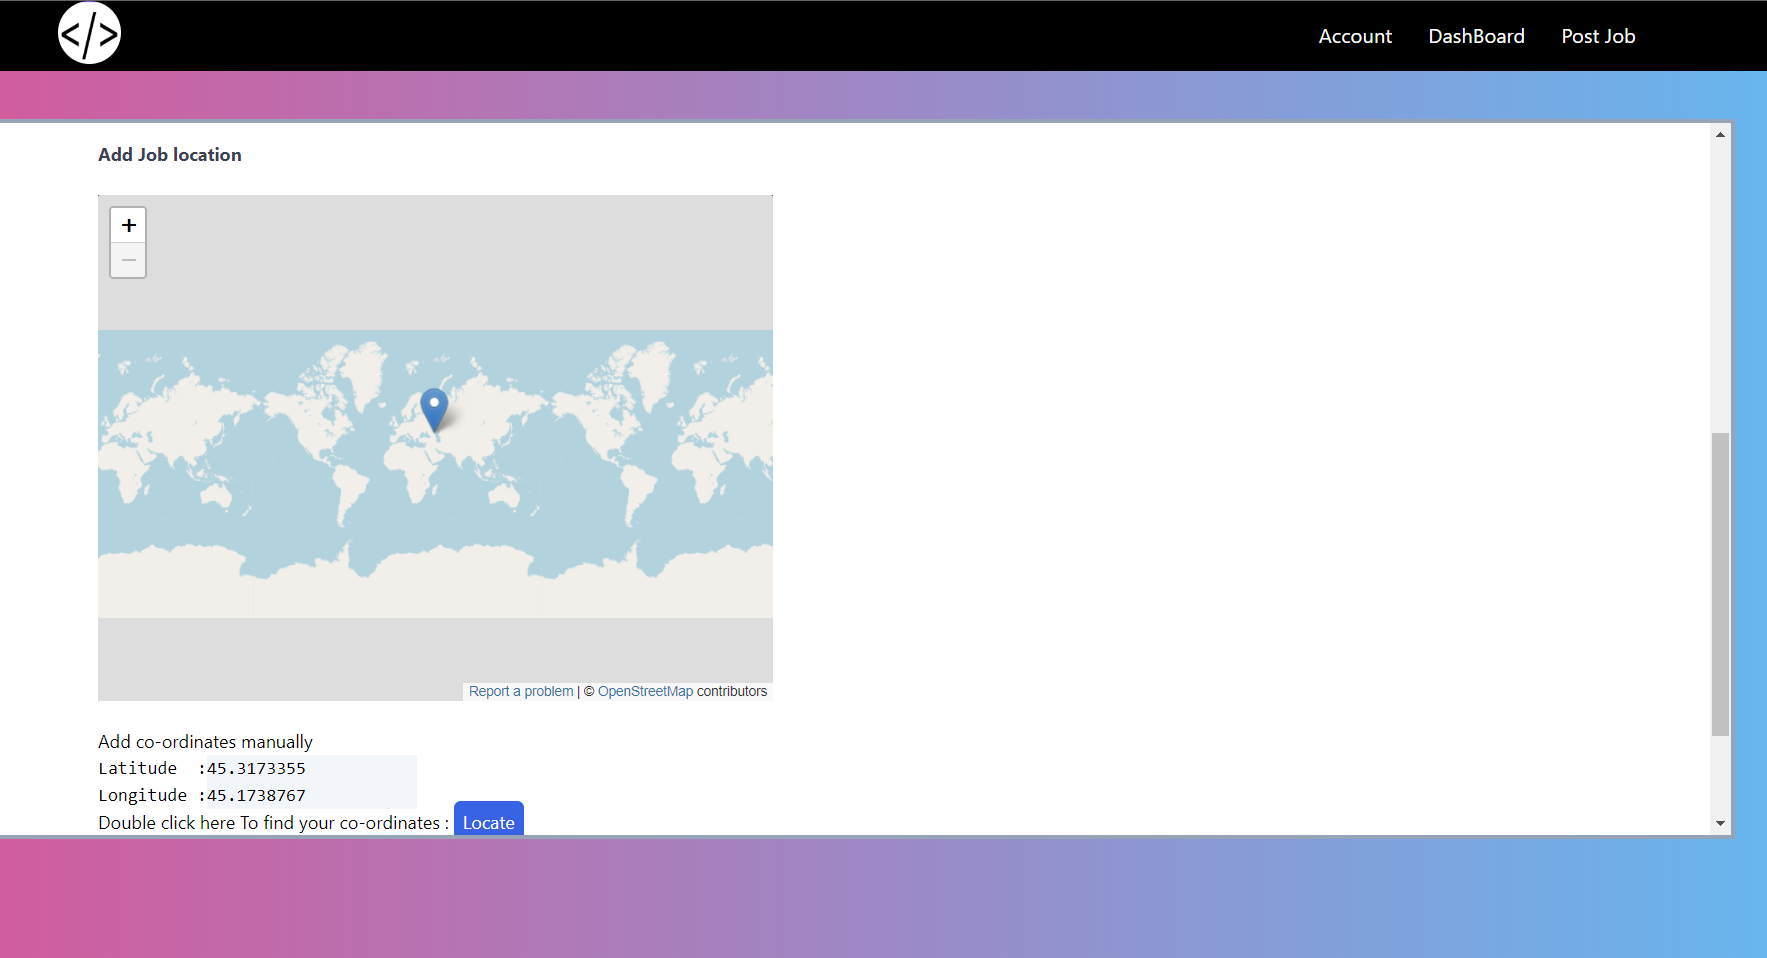 </>
Account DashBoard Post Job
Add Job location
+
−
Report a problem | © OpenStreetMap contributors
Add co-ordinates manually
Latitude :45.3173355
Longitude :45.1738767
Double click here To find your co-ordinates : Locate